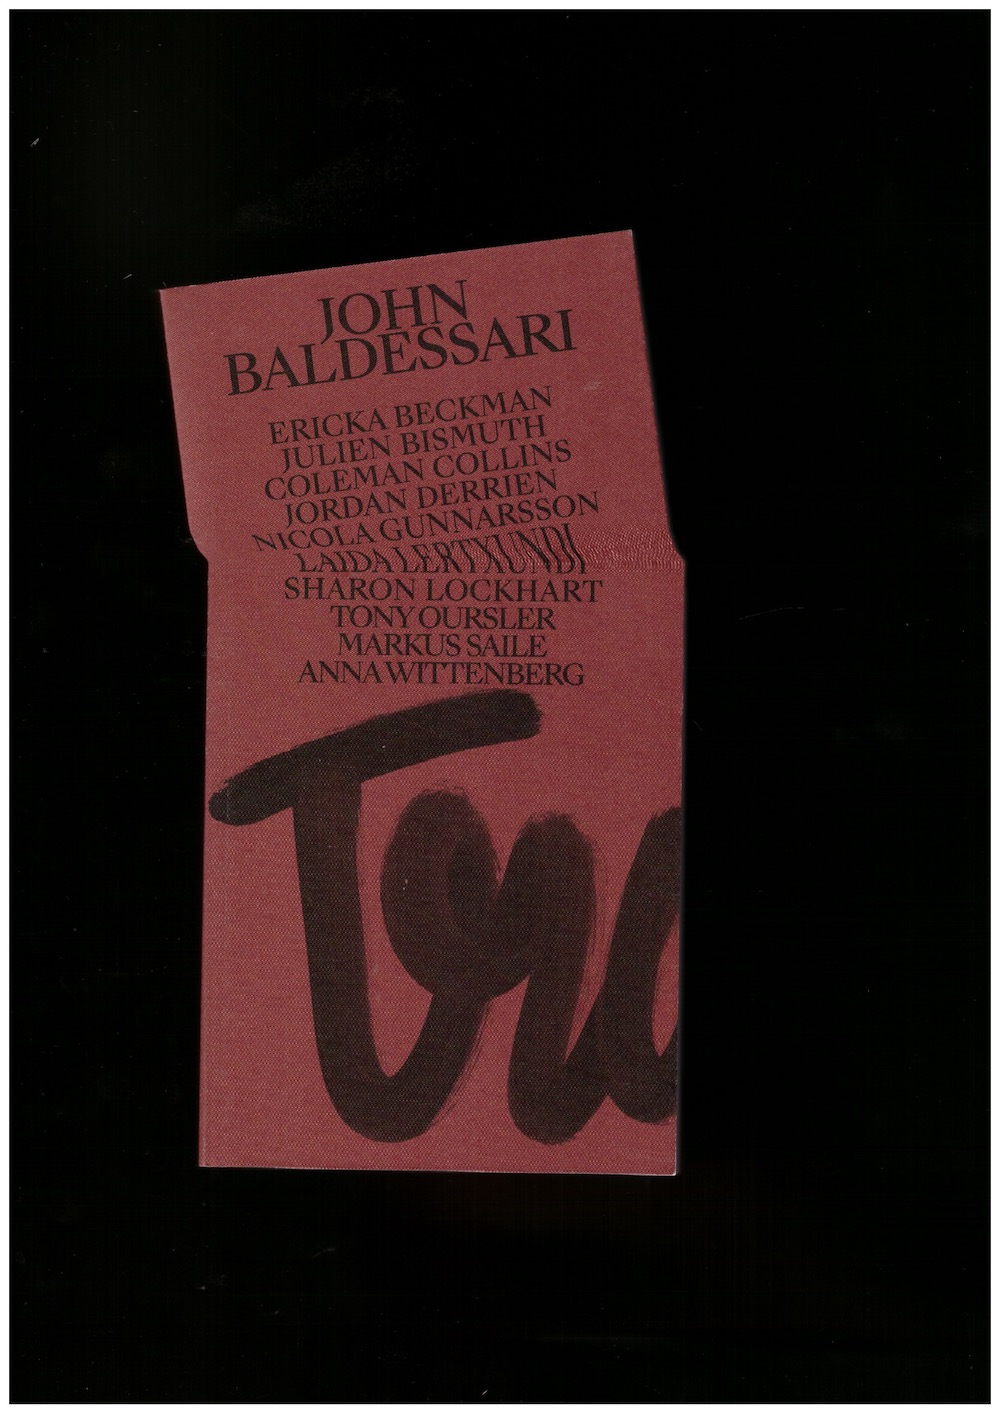 JOHN
BALDESSARI
ERICKA BECKMAN
JULIEN BISMUTH
COLEMAN COLLINS
JORDAN DERRIEN
NICOLA GUNNARSSON
LAIDA LERTXUNDI
SHARON LOCKHART
TONY OURSLER
MARKUS SAILE
ANNA WITTENBERG